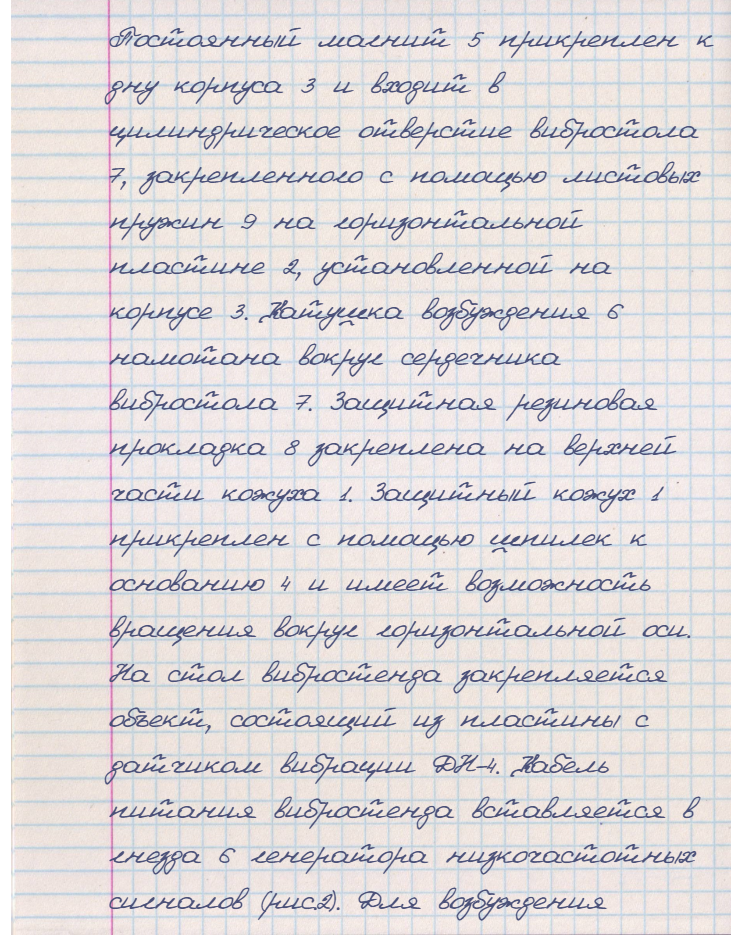 Постоянный магнит 5 прикреплен к
дну корпуса 3 и входит в
цилиндрическое отверстие вибростола
7, закрепленного с помощью листовых
пружин 9 на горизонтальной
пластине 2, установленной на
корпусе 3. Катушка возбуждения 6
намотана вокруг сердечника
вибростола 7. Защитная резиновая
прокладка 8 закреплена на верхней
части кожуха 1. Защитный кожух 1
прикреплен с помощью шпилек к
основанию 4 и имеет возможность
вращения вокруг горизонтальной оси.
На стол вибростенда закрепляется
объект, состоящий из пластины с
датчиком вибрации ДН-4. Кабель
питания вибростенда вставляется в
гнезда 6 генератора низкочастотных
сигналов (рис.2). Для возбуждения